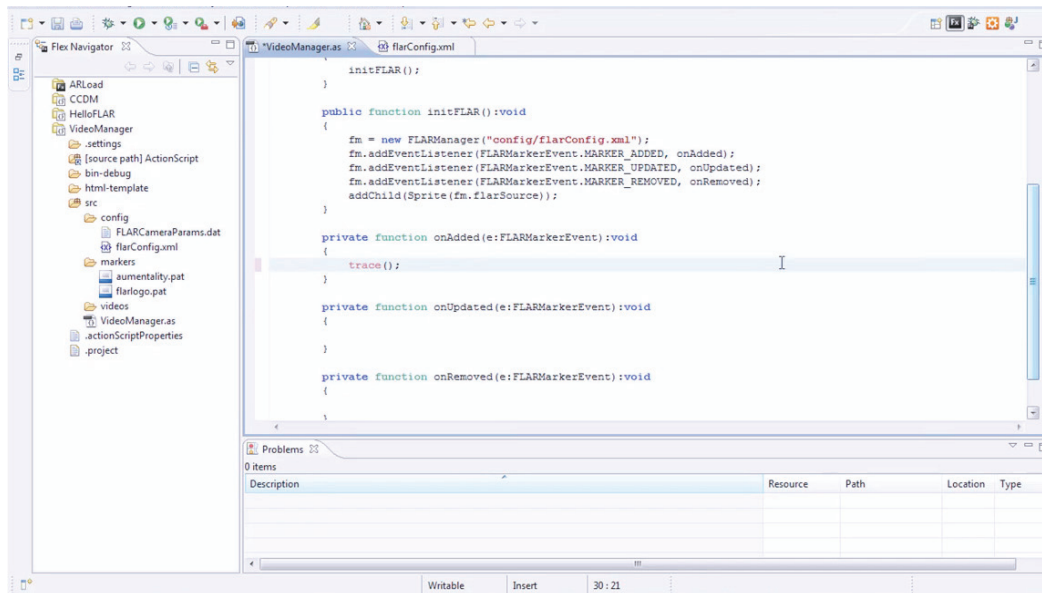 Flex Navigator
*VideoManager.as
flarConfig.xml
ARLoad
CCDM
HelloFLAR
VideoManager
.settings
[source path] ActionScript
bin-debug
html-template
src
config
FLARCameraParams.dat
flarConfig.xml
markers
aumentality.pat
flarlogo.pat
videos
VideoManager.as
.actionScriptProperties
.project
initFLAR();
}
public function initFLAR():void
{
fm = new FLARManager("config/flarConfig.xml");
fm.addEventListener(FLARMarkerEvent.MARKER_ADDED, onAdded);
fm.addEventListener(FLARMarkerEvent.MARKER_UPDATED, onUpdated);
fm.addEventListener(FLARMarkerEvent.MARKER_REMOVED, onRemoved);
addChild(Sprite(fm.flarSource));
}
private function onAdded(e:FLARMarkerEvent):void
{
trace();
}
private function onUpdated(e:FLARMarkerEvent):void
{
}
private function onRemoved(e:FLARMarkerEvent):void
{
Problems
0 items
Description Resource Path Location Type
Writable Insert 30 : 21